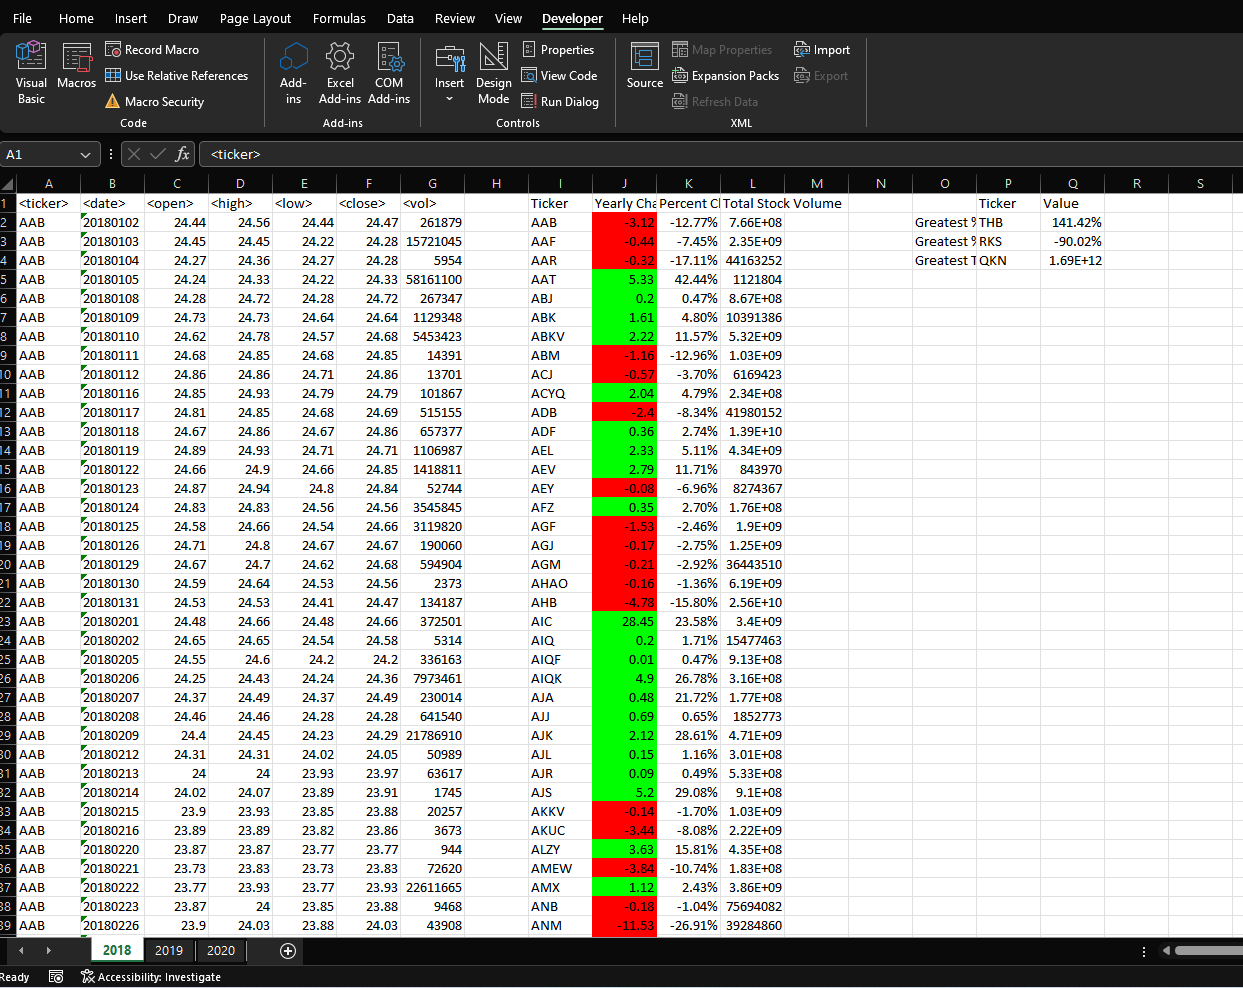 File Home Insert Draw Page Layout Formulas Data Review View Developer Help
Visual Basic
Macros
Record Macro
Use Relative References
Macro Security
Code
Add-ins
Excel Add-ins
COM Add-ins
Add-ins
Insert
Design Mode
Properties
View Code
Run Dialog
Controls
Source
Map Properties
Expansion Packs
Refresh Data
Import
Export
XML
A1 fx <ticker>
A B C D E F G H I J K L M N O P Q R S
1 <ticker> <date> <open> <high> <low> <close> <vol> Ticker Yearly Cha Percent C Total Stock Volume Ticker Value
2 AAB 20180102 24.44 24.56 24.44 24.47 261879 AAB -3.12 -12.77% 7.66E+08 Greatest % THB 141.42%
3 AAB 20180103 24.45 24.45 24.22 24.28 15721045 AAF -0.44 -7.45% 2.35E+09 Greatest % RKS -90.02%
4 AAB 20180104 24.27 24.36 24.27 24.28 5954 AAR -0.32 -17.11% 44163252 Greatest T QKN 1.69E+12
5 AAB 20180105 24.24 24.33 24.22 24.33 58161100 AAT 5.33 42.44% 1121804
6 AAB 20180108 24.28 24.72 24.28 24.72 267347 ABJ 0.2 0.47% 8.67E+08
7 AAB 20180109 24.73 24.73 24.64 24.64 1129348 ABK 1.61 4.80% 10391386
8 AAB 20180110 24.62 24.78 24.57 24.68 5453423 ABKV 2.22 11.57% 5.32E+09
9 AAB 20180111 24.68 24.85 24.68 24.85 14391 ABM -1.16 -12.96% 1.03E+09
10 AAB 20180112 24.86 24.86 24.71 24.86 13701 ACJ -0.57 -3.70% 6169423
11 AAB 20180116 24.85 24.93 24.79 24.79 101867 ACYQ 2.04 4.79% 2.34E+08
12 AAB 20180117 24.81 24.85 24.68 24.69 515155 ADB -2.4 -8.34% 41980152
13 AAB 20180118 24.67 24.86 24.67 24.86 657377 ADF 0.36 2.74% 1.39E+10
14 AAB 20180119 24.89 24.93 24.71 24.71 1106987 AEL 2.33 5.11% 4.34E+09
15 AAB 20180122 24.66 24.9 24.66 24.85 1418811 AEV 2.79 11.71% 843970
16 AAB 20180123 24.87 24.94 24.8 24.84 52744 AEY -0.08 -6.96% 8274367
17 AAB 20180124 24.83 24.83 24.56 24.56 3545845 AFZ 0.35 2.70% 1.76E+08
18 AAB 20180125 24.58 24.66 24.54 24.66 3119820 AGF -1.53 -2.46% 1.9E+09
19 AAB 20180126 24.71 24.8 24.67 24.67 190060 AGJ -0.17 -2.75% 1.25E+09
20 AAB 20180129 24.67 24.7 24.62 24.68 594904 AGM -0.21 -2.92% 36443510
21 AAB 20180130 24.59 24.64 24.53 24.56 2373 AHAO -0.16 -1.36% 6.19E+09
22 AAB 20180131 24.53 24.53 24.41 24.47 134187 AHB -4.78 -15.80% 2.56E+10
23 AAB 20180201 24.48 24.66 24.48 24.66 372501 AIC 28.45 23.58% 3.4E+09
24 AAB 20180202 24.65 24.65 24.54 24.58 5314 AIQ 0.2 1.71% 15477463
25 AAB 20180205 24.55 24.6 24.2 24.2 336163 AIQF 0.01 0.47% 9.13E+08
26 AAB 20180206 24.25 24.43 24.24 24.36 7973461 AIQK 4.9 26.78% 3.16E+08
27 AAB 20180207 24.37 24.49 24.37 24.49 230014 AJA 0.48 21.72% 1.77E+08
28 AAB 20180208 24.46 24.46 24.28 24.28 641540 AJJ 0.69 0.65% 1852773
29 AAB 20180209 24.4 24.45 24.23 24.29 21786910 AJK 2.12 28.61% 4.71E+09
30 AAB 20180212 24.31 24.31 24.02 24.05 50989 AJL 0.15 1.16% 3.01E+08
31 AAB 20180213 24 24 23.93 23.97 63617 AJR 0.09 0.49% 5.33E+08
32 AAB 20180214 24.02 24.07 23.89 23.91 1745 AJS 5.2 29.08% 9.1E+08
33 AAB 20180215 23.9 23.93 23.85 23.88 20257 AKKV -0.14 -1.70% 1.03E+09
34 AAB 20180216 23.89 23.89 23.82 23.86 3673 AKUC -3.44 -8.08% 2.22E+09
35 AAB 20180220 23.87 23.87 23.77 23.77 944 ALZY 3.63 15.81% 4.35E+08
36 AAB 20180221 23.73 23.83 23.73 23.83 72620 AMEW -3.84 -10.74% 1.83E+08
37 AAB 20180222 23.77 23.93 23.77 23.93 22611665 AMX 1.12 2.43% 3.86E+09
38 AAB 20180223 23.87 24 23.85 23.88 9468 ANB -0.18 -1.04% 75694082
39 AAB 20180226 23.9 24.03 23.88 24.03 43908 ANM -11.53 -26.91% 39284860
2018 2019 2020
Ready Accessibility: Investigate